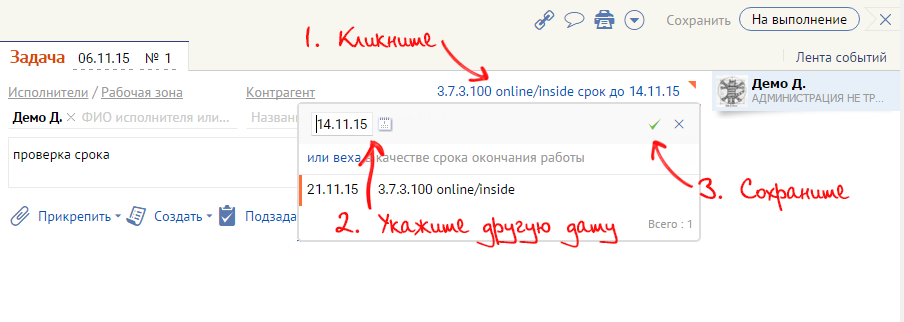 1. Кликните
Сохранить
На выполнение
Задача 06.11.15 № 1
Лента событий
Исполнители / Рабочая зона
Контрагент
3.7.3.100 online/inside срок до 14.11.15
Демо Д.
АДМИНИСТРАЦИЯ НЕ ТР...
Демо Д. × ФИО исполнителя или...
Назван
14.11.15
проверка срока
или веха в качестве срока окончания работы
21.11.15 3.7.3.100 online/inside
3. Сохраните
Прикрепить
Создать
Подзада
2. Укажите другую дату
Всего : 1